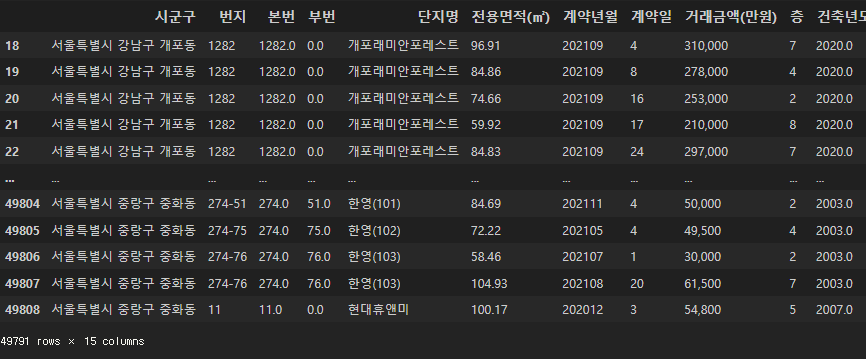 시군구 번지 본번 부번 단지명 전용면적(㎡) 계약년월 계약일 거래금액(만원) 층 건축년도
18 서울특별시 강남구 개포동 1282 1282.0 0.0 개포래미안포레스트 96.91 202109 4 310,000 7 2020.0
19 서울특별시 강남구 개포동 1282 1282.0 0.0 개포래미안포레스트 84.86 202109 8 278,000 4 2020.0
20 서울특별시 강남구 개포동 1282 1282.0 0.0 개포래미안포레스트 74.66 202109 16 253,000 2 2020.0
21 서울특별시 강남구 개포동 1282 1282.0 0.0 개포래미안포레스트 59.92 202109 17 210,000 8 2020.0
22 서울특별시 강남구 개포동 1282 1282.0 0.0 개포래미안포레스트 84.83 202109 24 297,000 7 2020.0
... ... ... ... ... ... ... ... ... ... ... ...
49804 서울특별시 중랑구 중화동 274-51 274.0 51.0 한영(101) 84.69 202111 4 50,000 2 2003.0
49805 서울특별시 중랑구 중화동 274-75 274.0 75.0 한영(102) 72.22 202105 4 49,500 4 2003.0
49806 서울특별시 중랑구 중화동 274-76 274.0 76.0 한영(103) 58.46 202107 1 30,000 2 2003.0
49807 서울특별시 중랑구 중화동 274-76 274.0 76.0 한영(103) 104.93 202108 20 61,500 7 2003.0
49808 서울특별시 중랑구 중화동 11 11.0 0.0 현대휴앤미 100.17 202012 3 54,800 5 2007.0
49791 rows × 15 columns